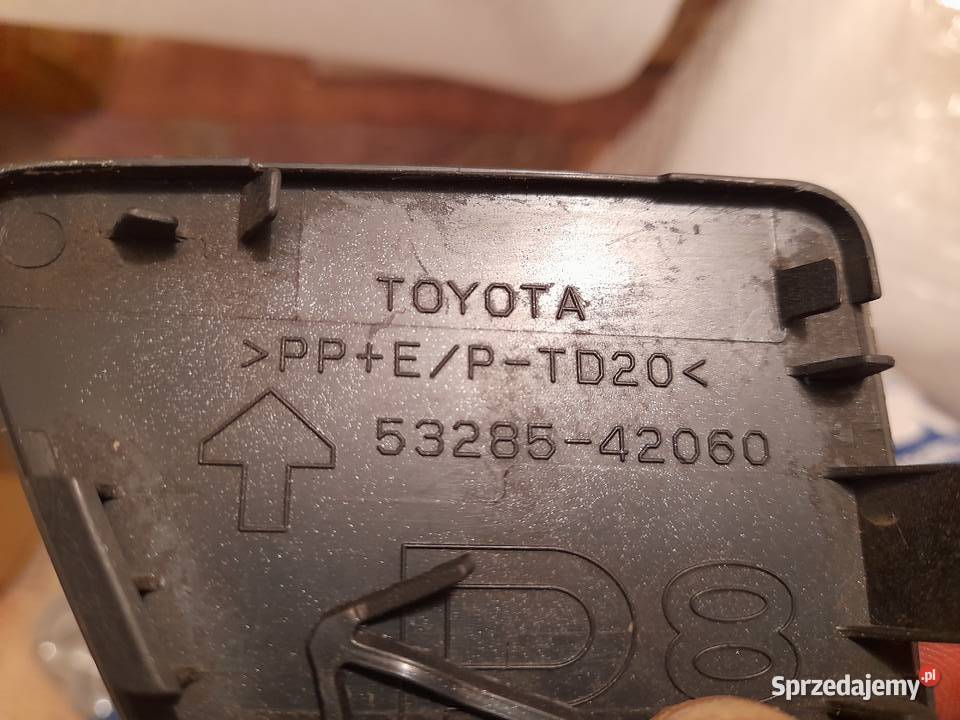 TOYOTA
>PP+E/P-TD20<
53285-42060
D8
Sprzedajemy.pl